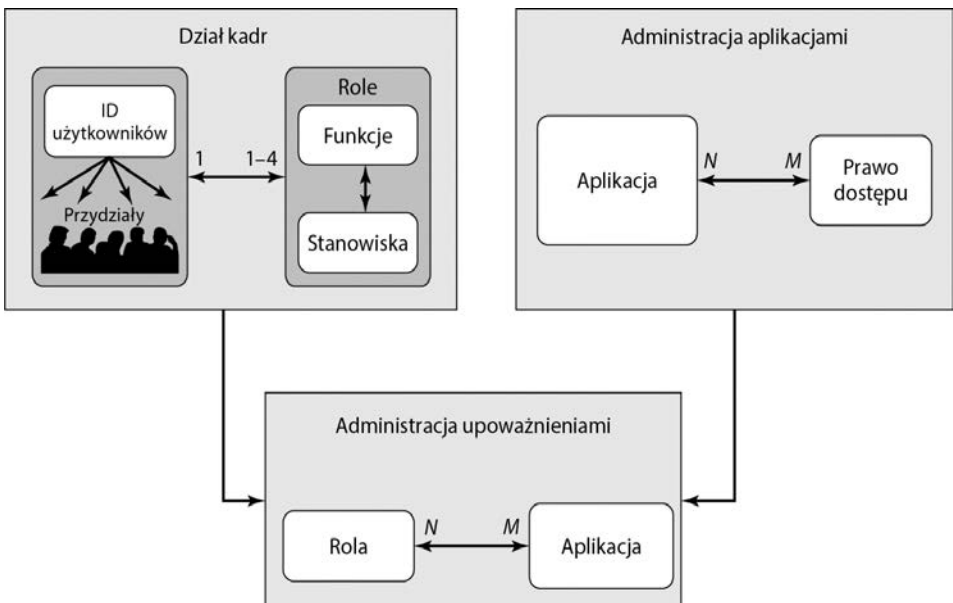 Dział kadr
ID
użytkowników
Przydziały
1
1–4
Role
Funkcje
Stanowiska
Administracja aplikacjami
Aplikacja
N
M
Prawo
dostępu
Administracja upoważnieniami
Rola
N
M
Aplikacja